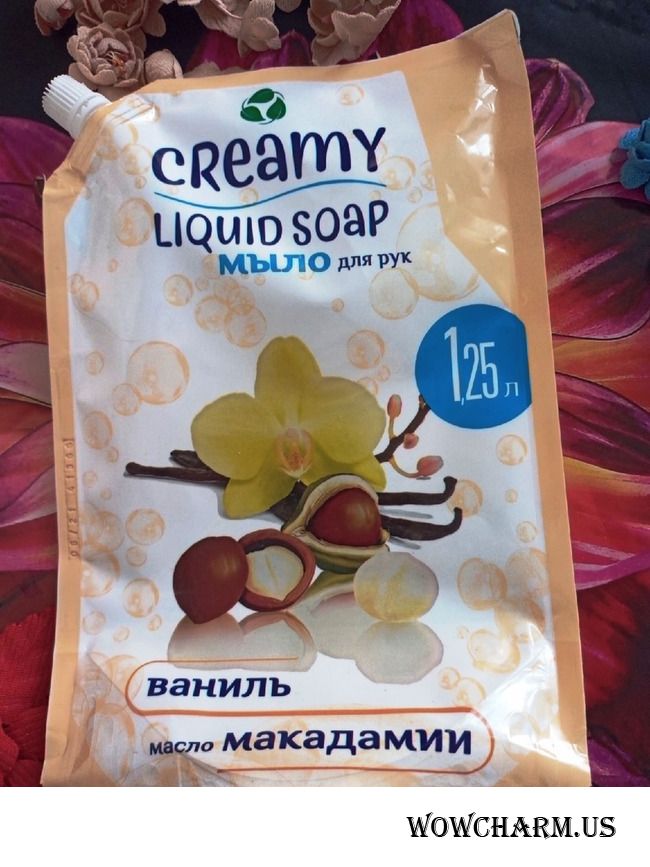 CREAMY
LIQUID SOAP
мыло для рук
1,25 л
ваниль
масло макадамии
WOWCHARM.US